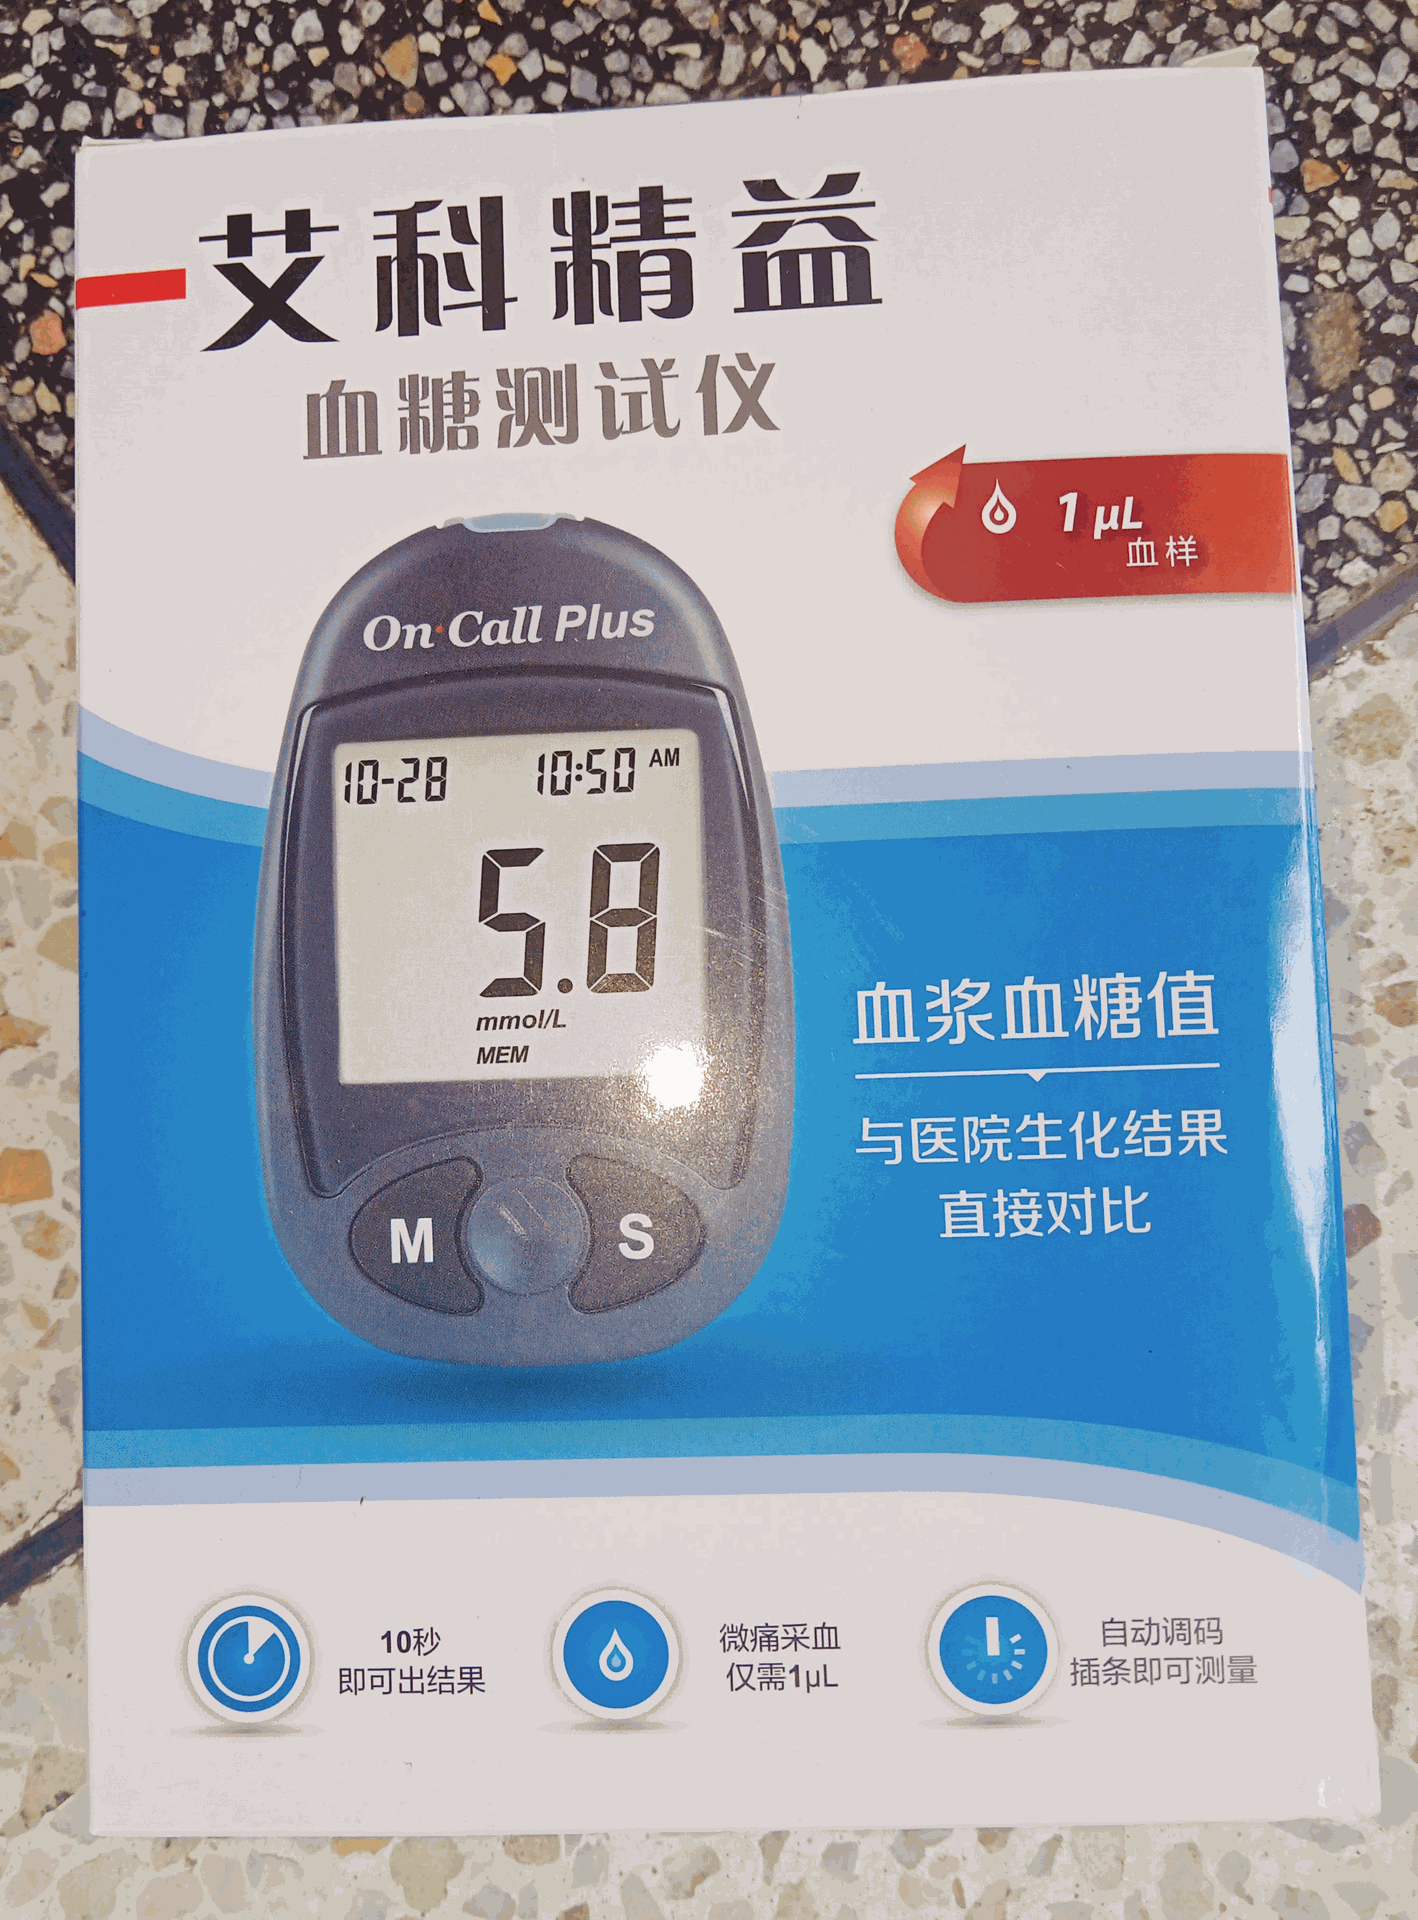 艾科精益
血糖测试仪
1 μL
血样
On Call Plus
10-28 10:50 AM
5.8
mmol/L
MEM
M S
血浆血糖值
与医院生化结果
直接对比
10秒
即可出结果
微痛采血
仅需1μL
自动调码
插条即可测量